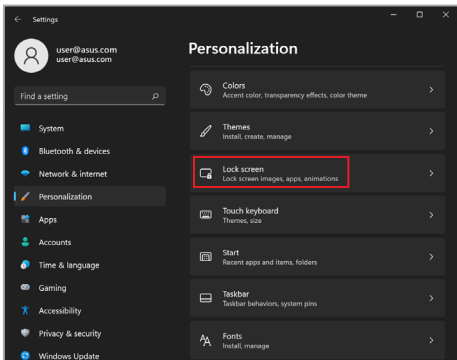 Settings
user@asus.com
user@asus.com
Find a setting
System
Bluetooth & devices
Network & internet
Personalization
Apps
Accounts
Time & language
Gaming
Accessibility
Privacy & security
Windows Update
Personalization
Colors
Accent color, transparency effects, color theme
Themes
Install, create, manage
Lock screen
Lock screen images, apps, animations
Touch keyboard
Themes, size
Start
Recent apps and items, folders
Taskbar
Taskbar behaviors, system pins
Fonts
Install, manage